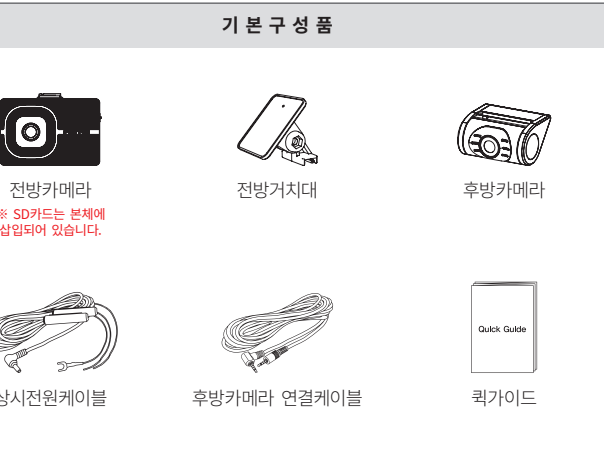 기본구성품
전방카메라
전방거치대
후방카메라
※ SD카드는 본체에
삽입되어 있습니다.
Quick Guide
상시전원케이블
후방카메라 연결케이블
퀵가이드